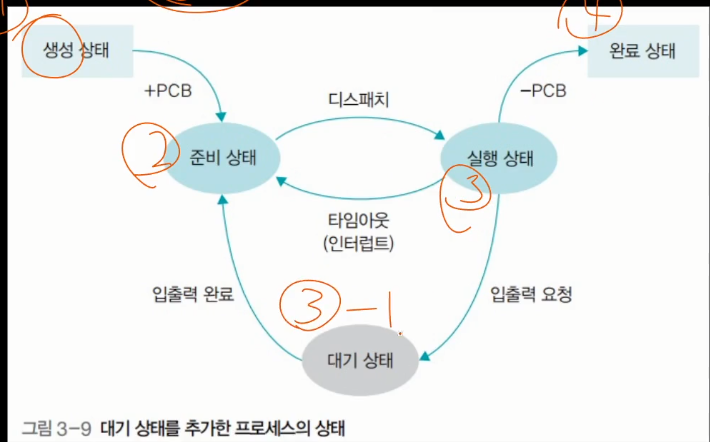 생성 상태
완료 상태
+PCB
디스패치
-PCB
② 준비 상태
실행 상태
③
타임아웃
(인터럽트)
입출력 완료
③-1
입출력 요청
대기 상태
그림 3-9 대기 상태를 추가한 프로세스의 상태